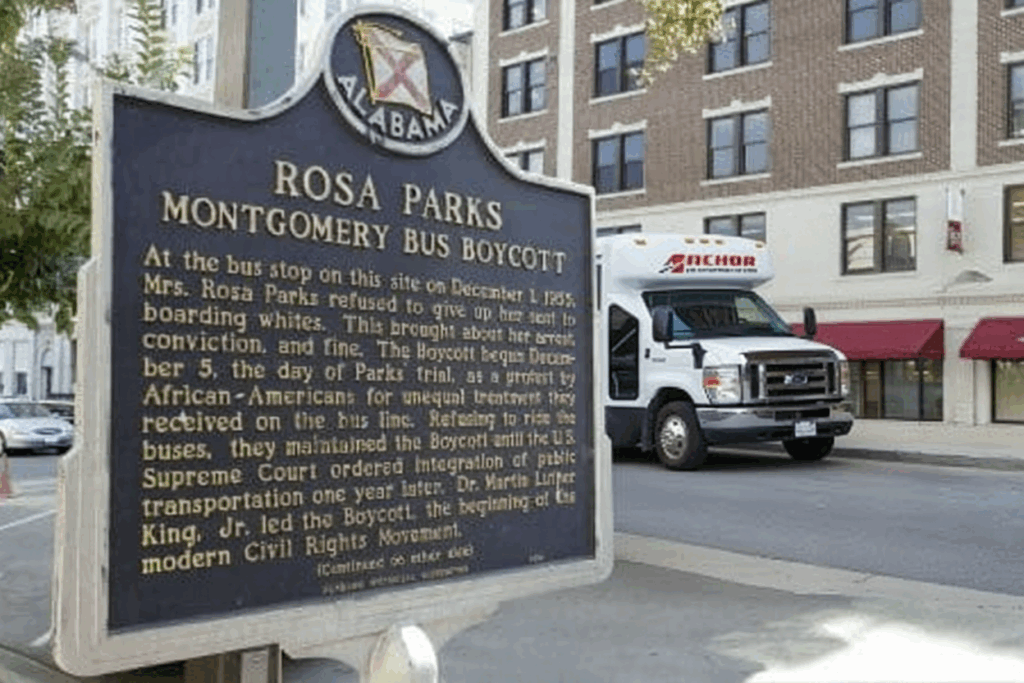 ALABAMA
ROSA PARKS
MONTGOMERY BUS BOYCOTT
At the bus stop on this site on December 1, 1955,
Mrs. Rosa Parks refused to give up her seat to
boarding whites. This brought about her arrest,
conviction, and fine. The Boycott began Decem-
ber 5, the day of Parks' trial, as a protest by
African-Americans for unequal treatment they
received on the bus line. Refusing to ride the
buses, they maintained the Boycott until the U.S.
Supreme Court ordered integration of public
transportation one year later. Dr. Martin Luther
King, Jr. led the Boycott, the beginning of the
modern Civil Rights Movement.
(Continued on other side)
ANCHOR